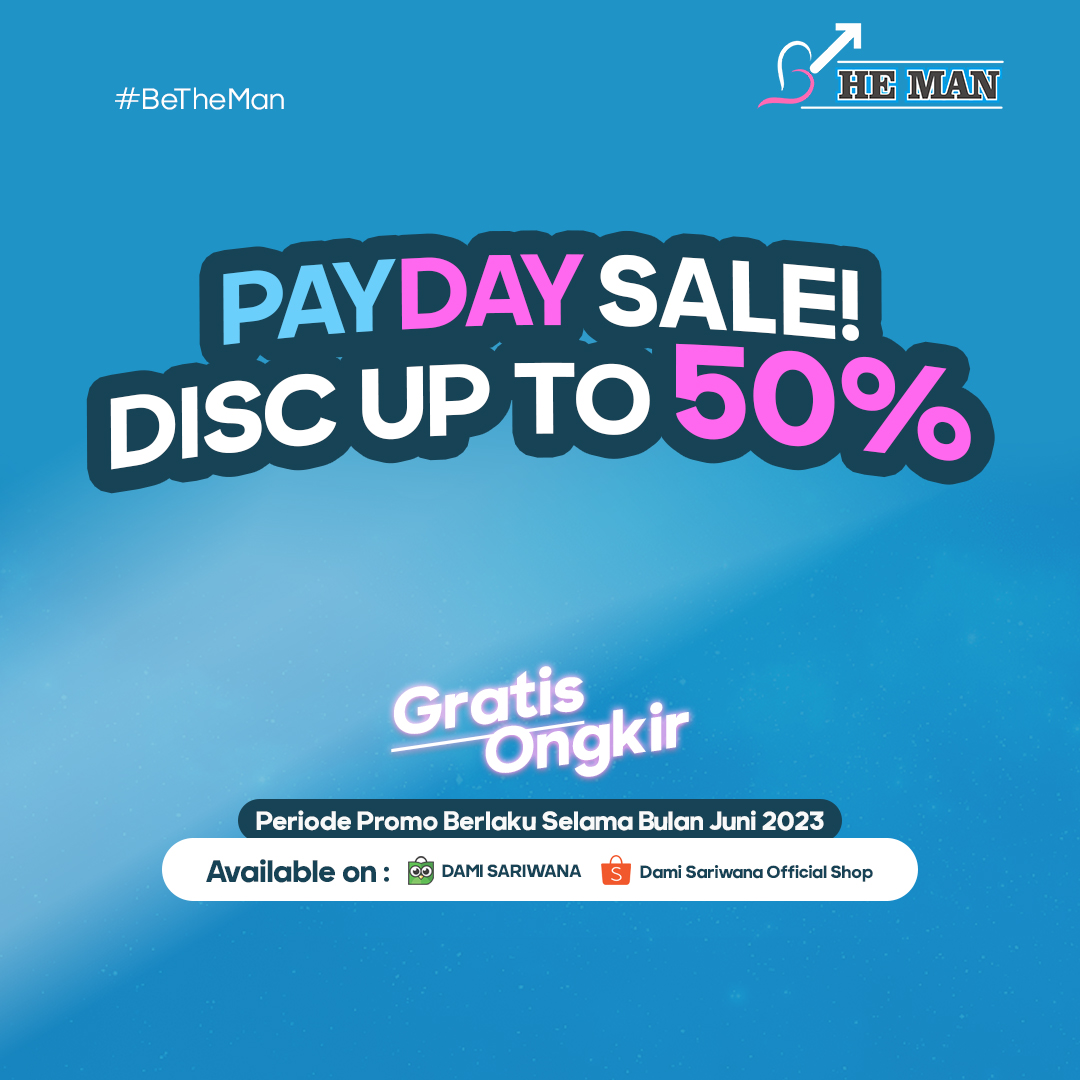 #BeTheMan
HE MAN
PAYDAY SALE!
DISC UP TO 50%
Gratis
Ongkir
Periode Promo Berlaku Selama Bulan Juni 2023
Available on : DAMI SARIWANA S Dami Sariwana Official Shop